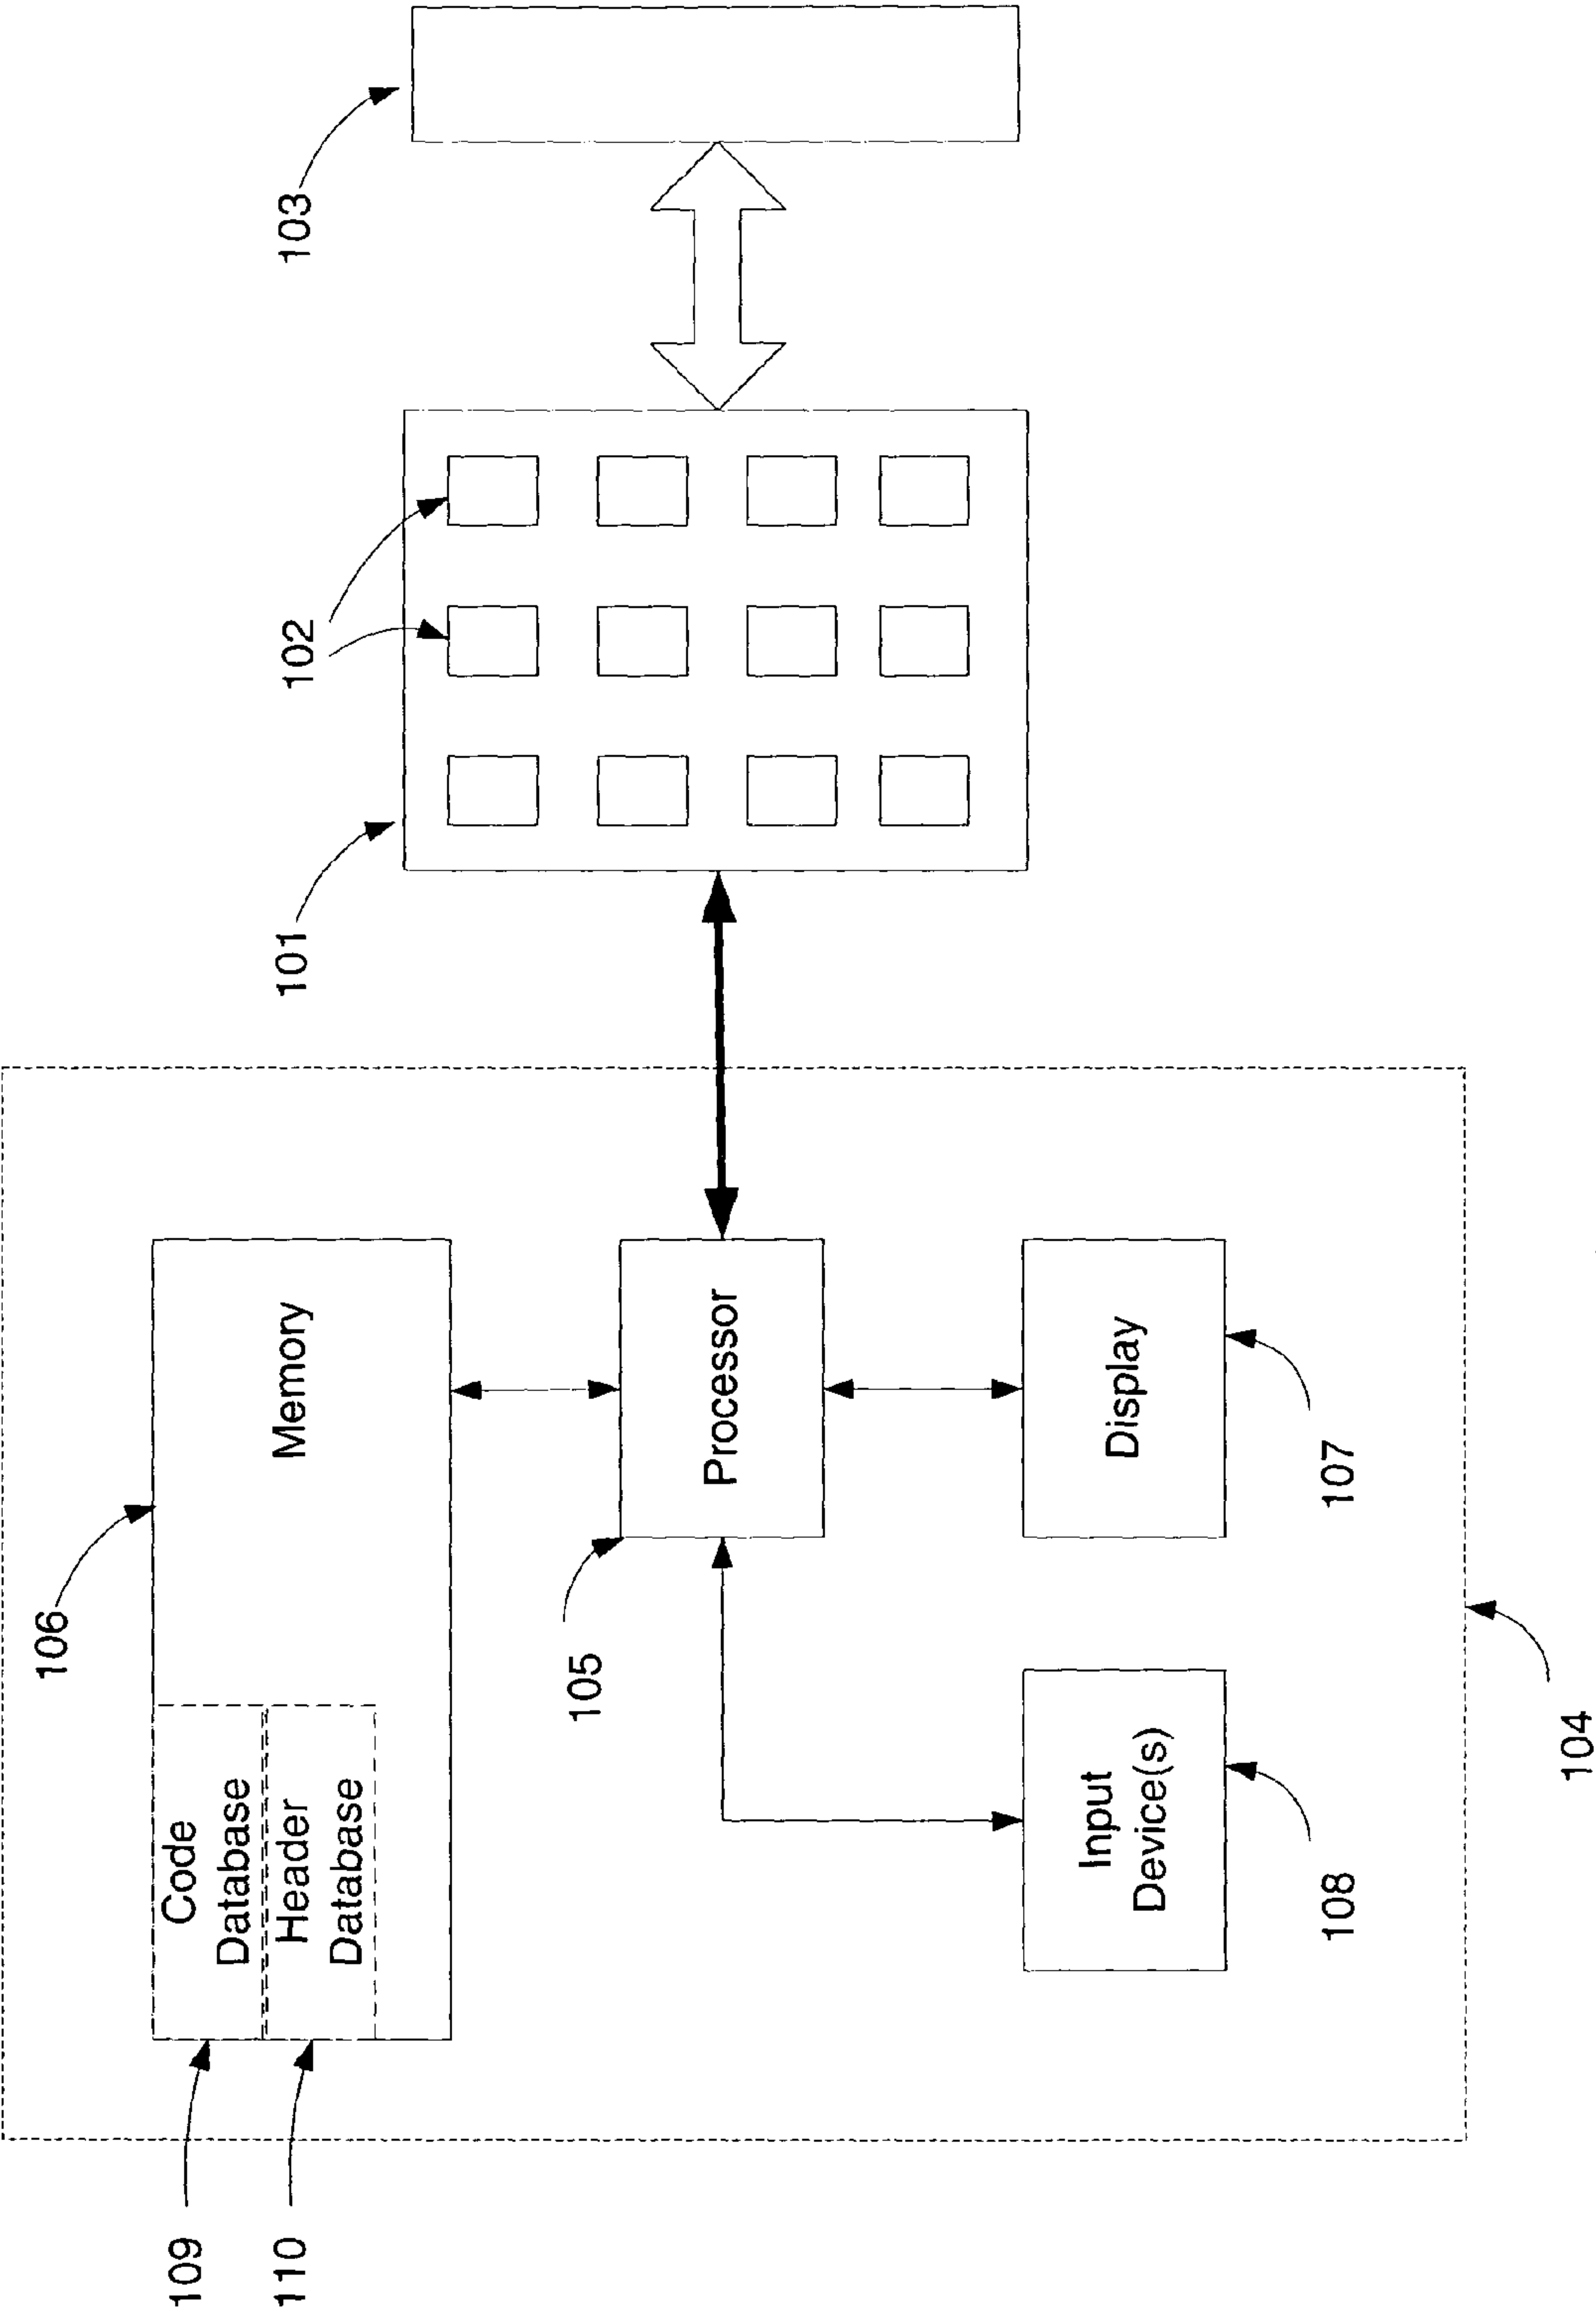 106
109
Code
Database
110
Header
Database
Memory
101
102
103
105
Processor
Input
Device(s)
Display
108
107
104